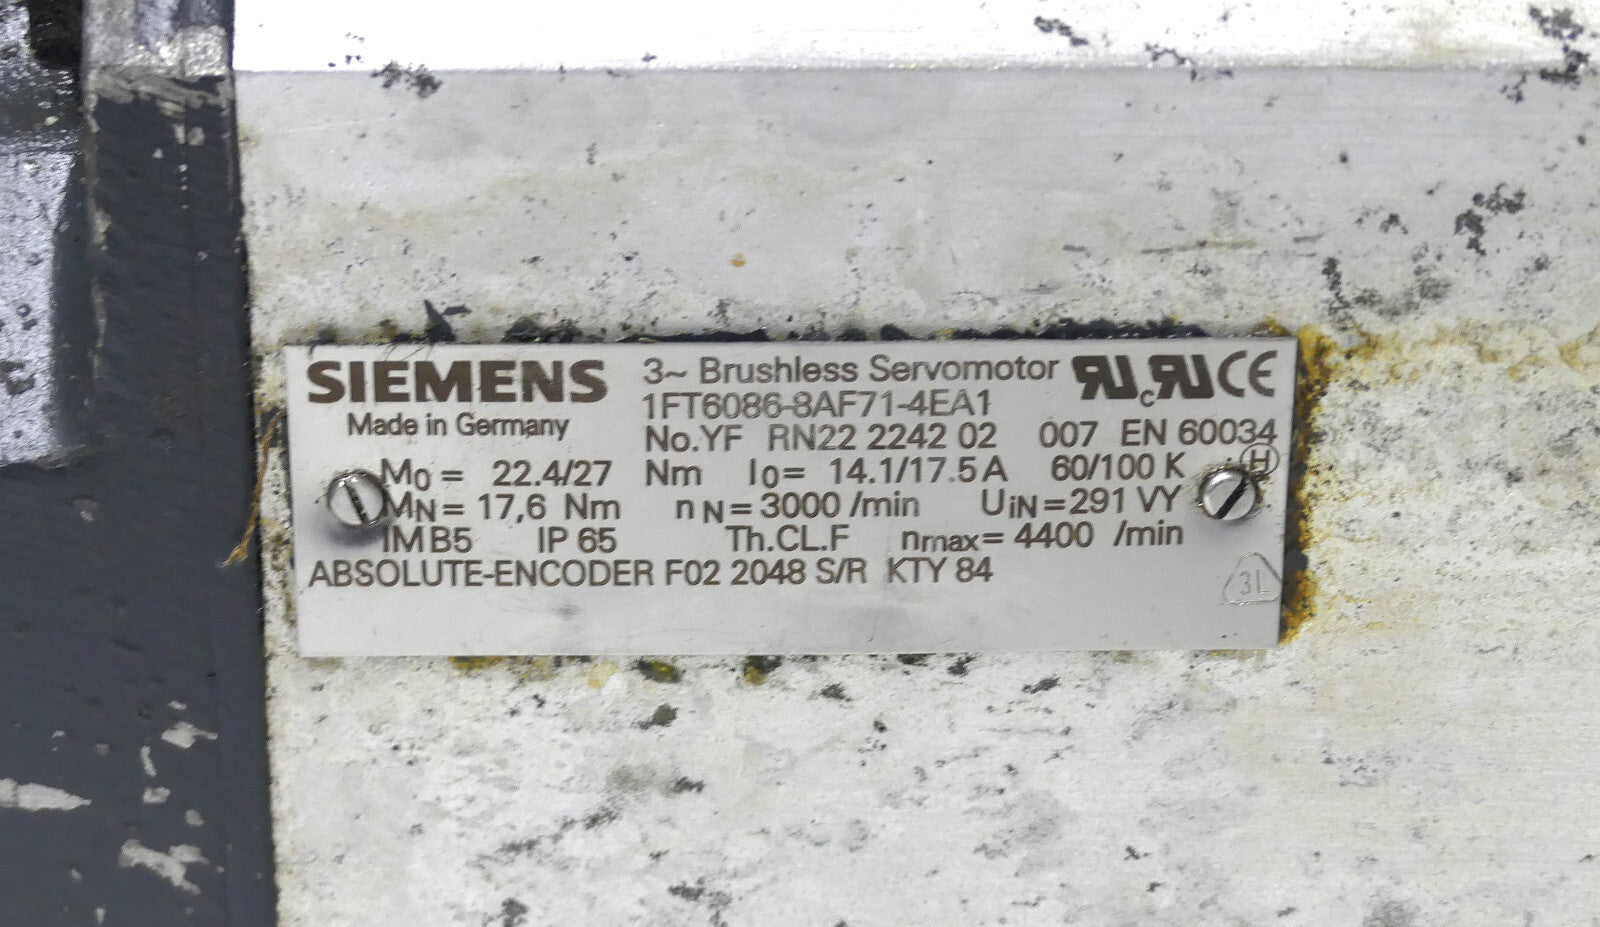 SIEMENS 3~ Brushless Servomotor
Made in Germany 1FT6086-8AF71-4EA1
No.YF RN22 2242 02 007 EN 60034
M0 = 22.4/27 Nm I0= 14.1/17.5 A 60/100 K H
MN= 17,6 Nm nN= 3000 /min UiN=291 VY
IM B5 IP 65 Th.CL.F nmax= 4400 /min
ABSOLUTE-ENCODER F02 2048 S/R KTY 84
3L